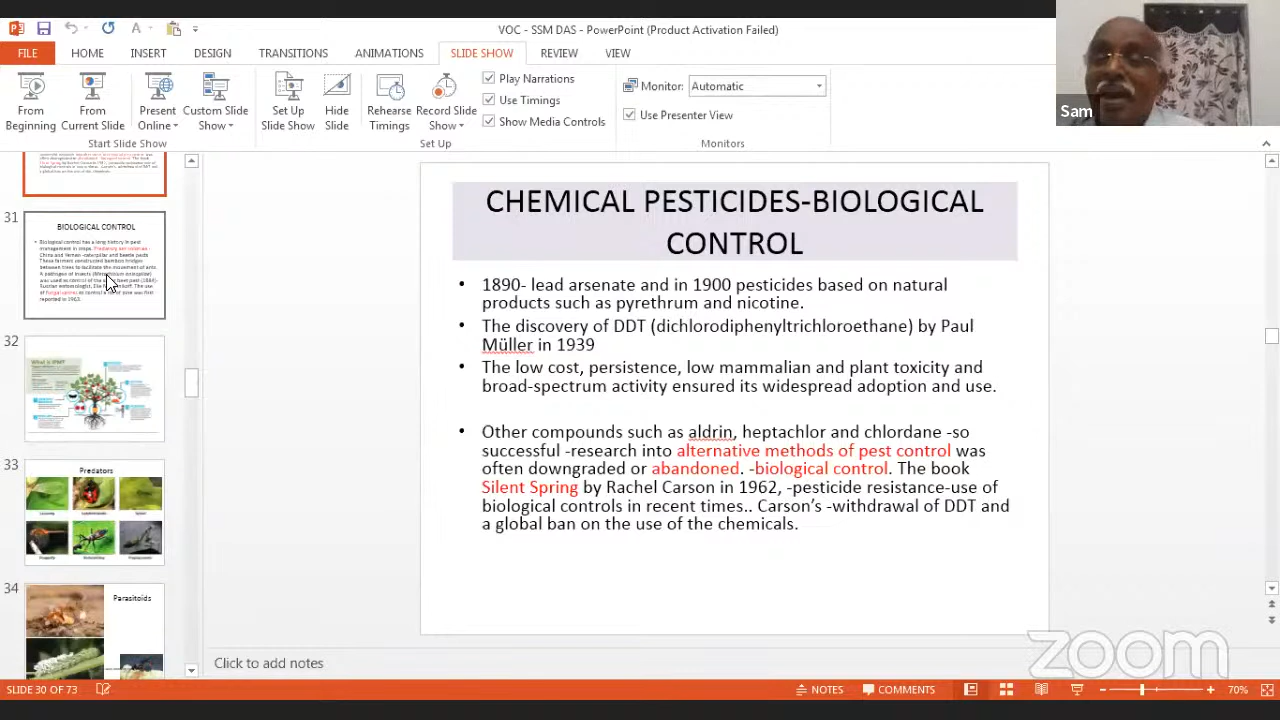 VOC - SSM DAS - PowerPoint (Product Activation Failed)
FILE HOME INSERT DESIGN TRANSITIONS ANIMATIONS SLIDE SHOW REVIEW VIEW
From Beginning
From Current Slide
Present Online
Custom Slide Show
Set Up Slide Show
Hide Slide
Rehearse Timings
Record Slide Show
Play Narrations
Use Timings
Show Media Controls
Monitor: Automatic
Use Presenter View
Start Slide Show
Set Up
Monitors
Sam
31
BIOLOGICAL CONTROL
32
What is IPM?
33
Predators
34
Parasitoids
CHEMICAL PESTICIDES-BIOLOGICAL
CONTROL
• 1890- lead arsenate and in 1900 pesticides based on natural
products such as pyrethrum and nicotine.
• The discovery of DDT (dichlorodiphenyltrichloroethane) by Paul
Müller in 1939
• The low cost, persistence, low mammalian and plant toxicity and
broad-spectrum activity ensured its widespread adoption and use.
• Other compounds such as aldrin, heptachlor and chlordane -so
successful -research into alternative methods of pest control was
often downgraded or abandoned. -biological control. The book
Silent Spring by Rachel Carson in 1962, -pesticide resistance-use of
biological controls in recent times.. Carson’s -withdrawal of DDT and
a global ban on the use of the chemicals.
Click to add notes
zoom
SLIDE 30 OF 73
NOTES COMMENTS
70%